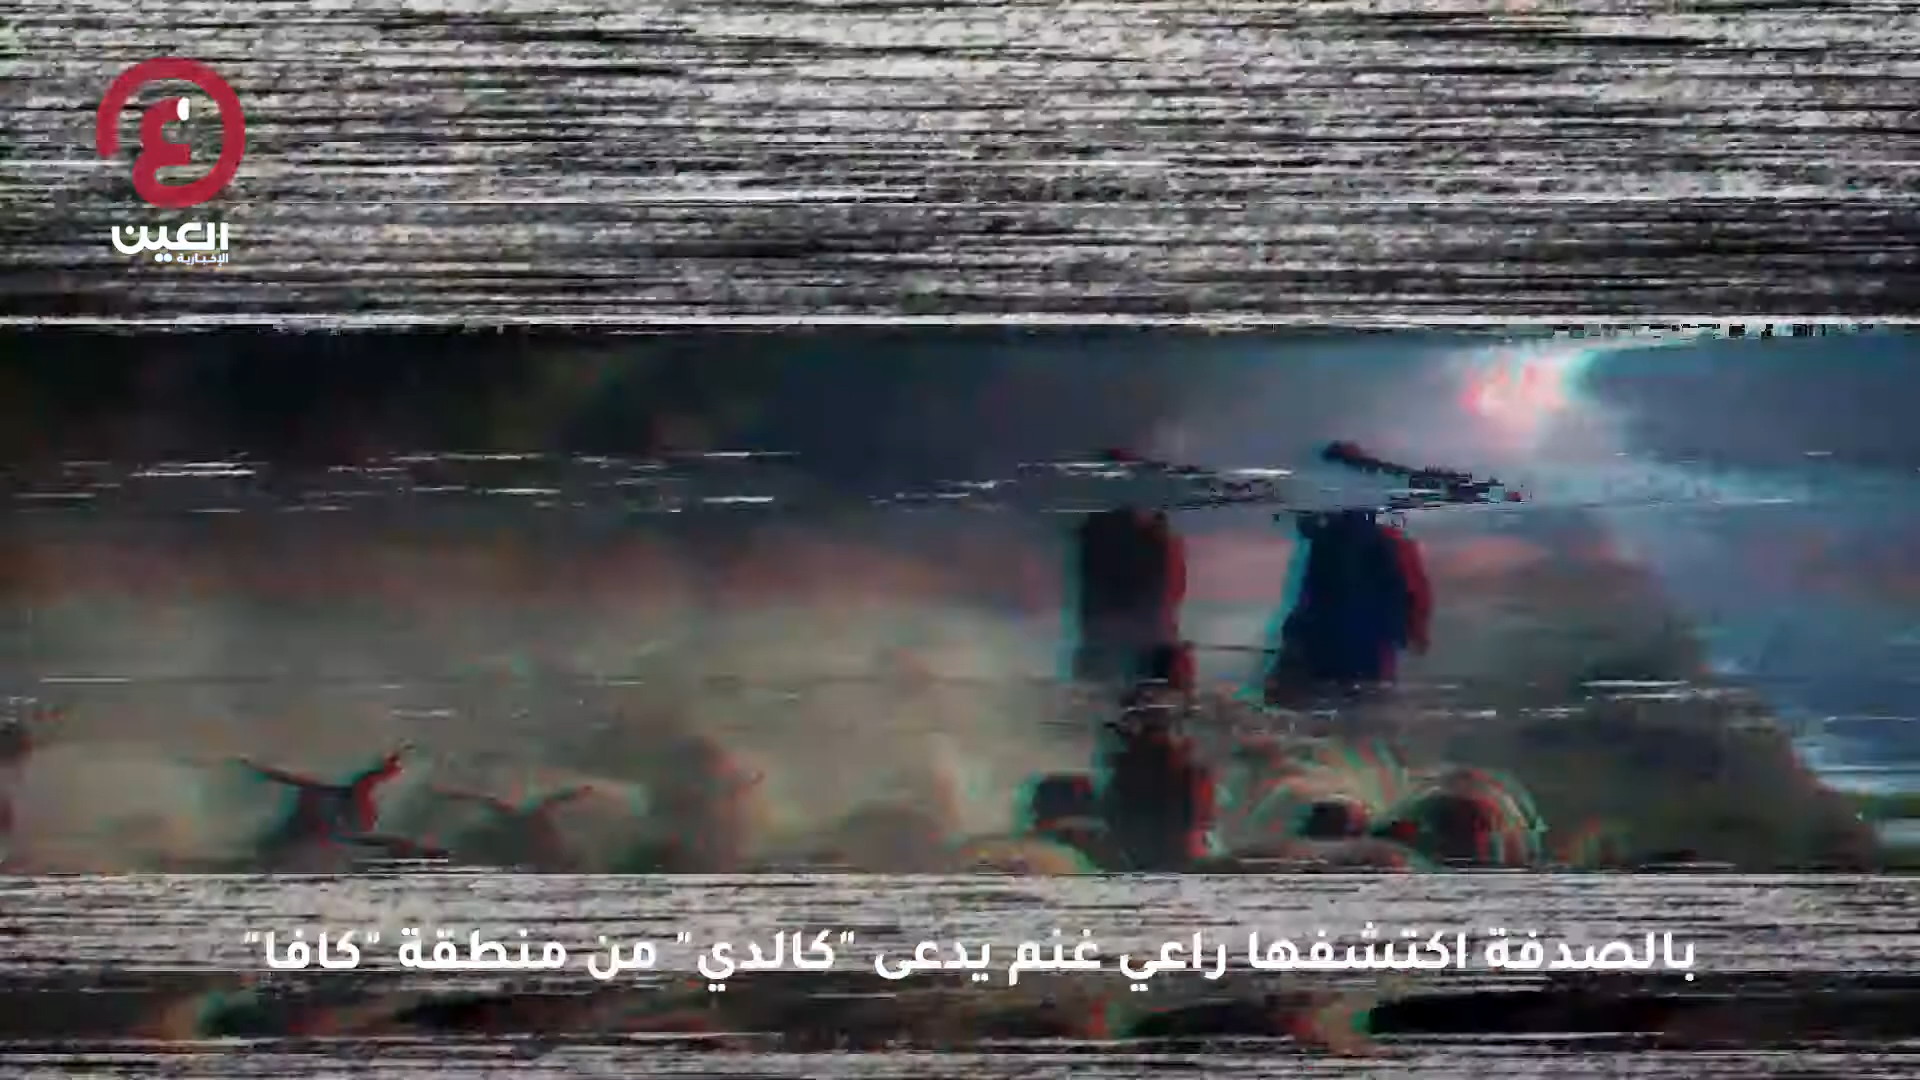 العين
الإخبارية
بالصدفة اكتشفها راعي غنم يدعى "كالدي" من منطقة "كافا"